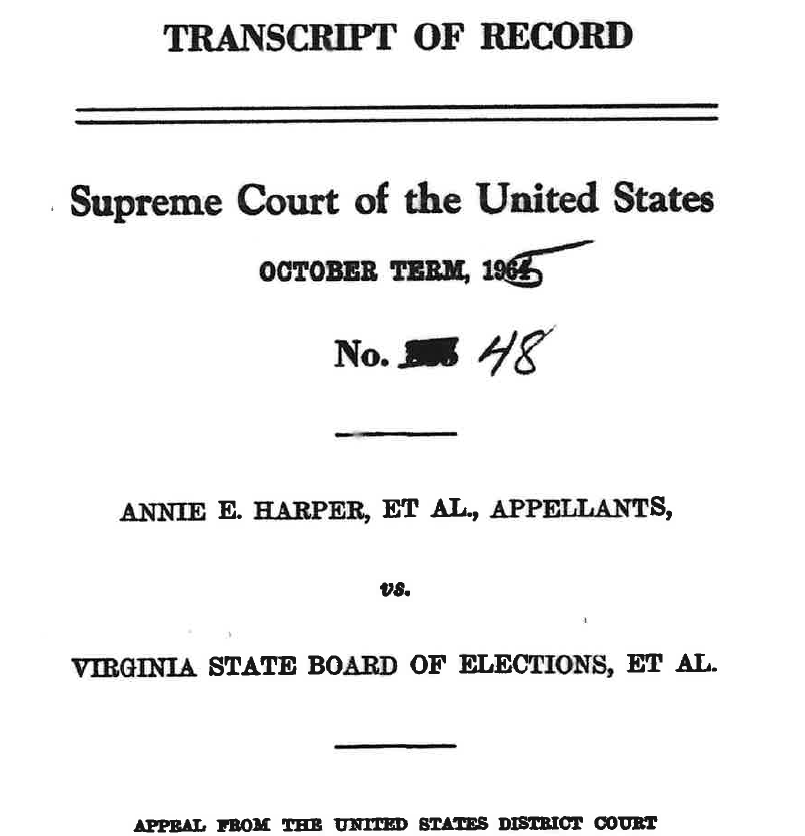 TRANSCRIPT OF RECORD
Supreme Court of the United States
OCTOBER TERM, 1965
No. 48
ANNIE E. HARPER, ET AL., APPELLANTS,
vs.
VIRGINIA STATE BOARD OF ELECTIONS, ET AL.
APPEAL FROM THE UNITED STATES DISTRICT COURT